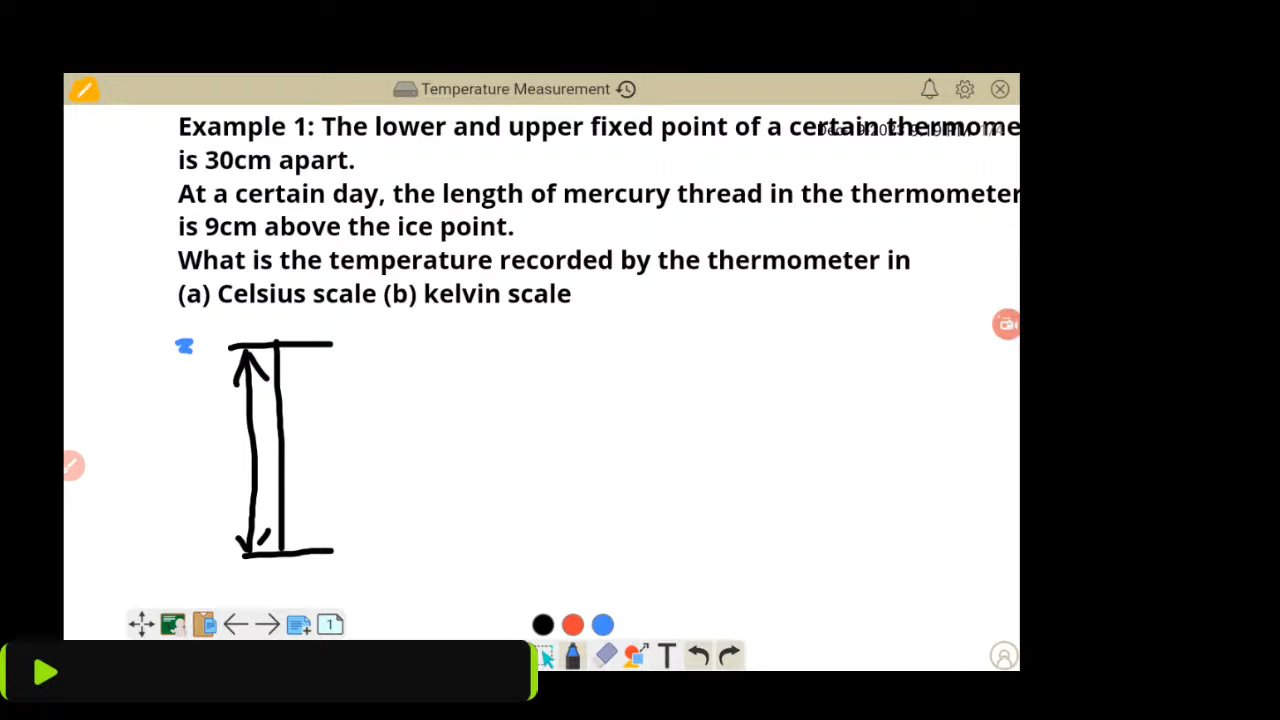 Temperature Measurement
Example 1: The lower and upper fixed point of a certain thermome
is 30cm apart.
At a certain day, the length of mercury thread in the thermometer
is 9cm above the ice point.
What is the temperature recorded by the thermometer in
(a) Celsius scale (b) kelvin scale
1
T